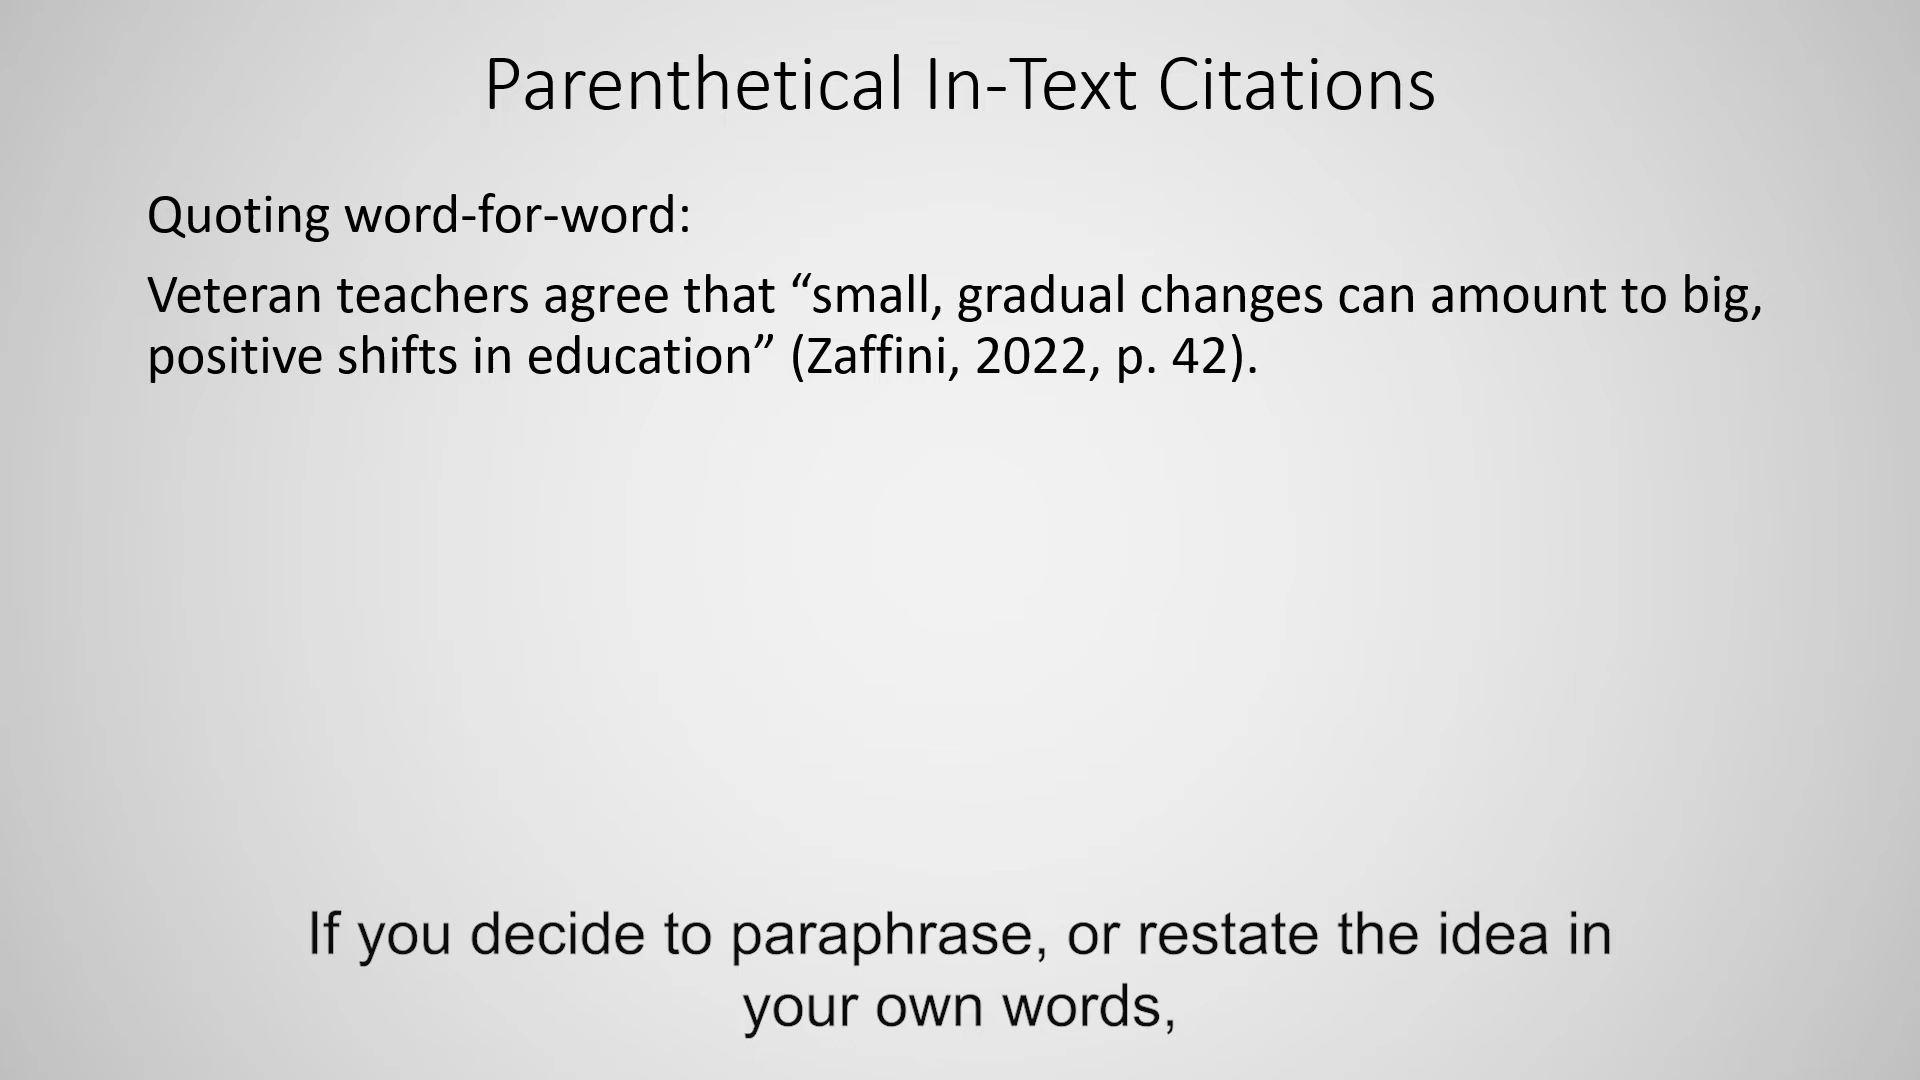 Parenthetical In-Text Citations
Quoting word-for-word:
Veteran teachers agree that “small, gradual changes can amount to big,
positive shifts in education” (Zaffini, 2022, p. 42).
If you decide to paraphrase, or restate the idea in
your own words,